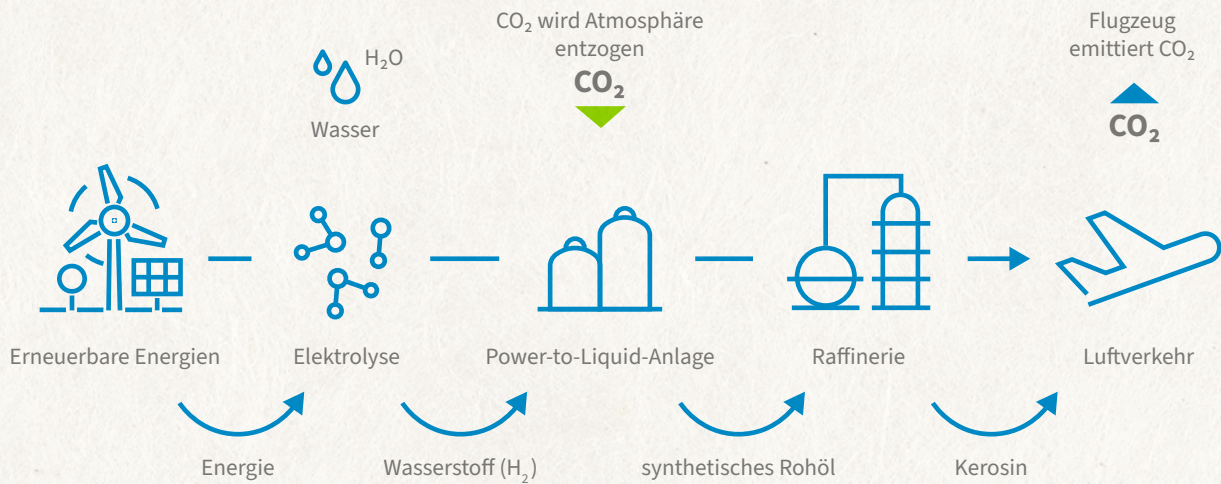 CO₂ wird Atmosphäre
entzogen
CO₂
Flugzeug
emittiert CO₂
CO₂
H₂O
Wasser
Erneuerbare Energien
Elektrolyse
Power-to-Liquid-Anlage
Raffinerie
Luftverkehr
Energie
Wasserstoff (H₂)
synthetisches Rohöl
Kerosin